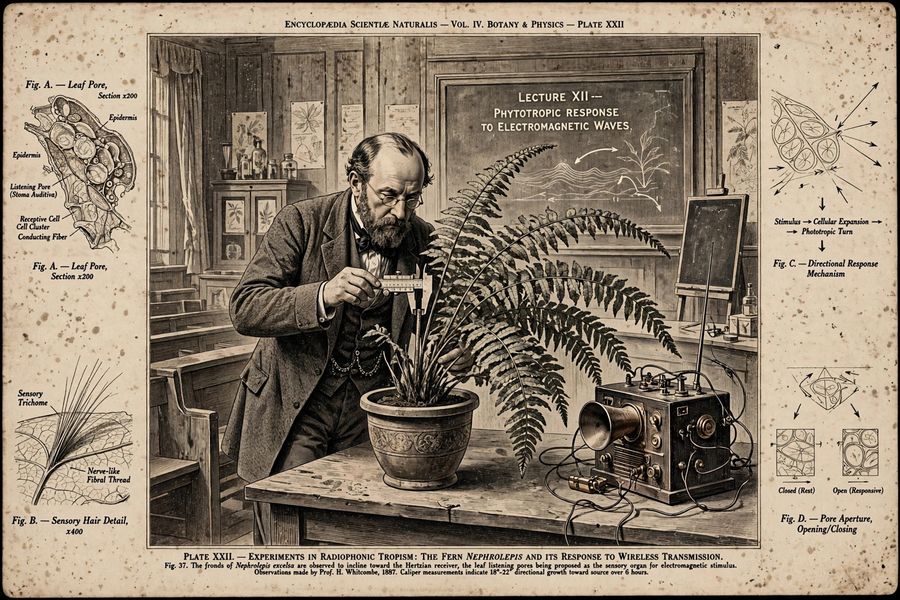 Encyclopædia Scientiæ Naturalis — Vol. IV. Botany & Physics — Plate XXII
Fig. A. — Leaf Pore,
Section x200
Epidermis
Epidermis
Listening Pore
(Stoma Auditiva)
Receptive Cell
Cell Cluster
Conducting Fiber
Fig. A. — Leaf Pore,
Section x200
Sensory
Trichome
Nerve-like
Fibral Thread
Fig. B. — Sensory Hair Detail,
x400
Lecture XII —
Phytotropic response
to Electromagnetic Waves
Stimulus → Cellular Expansion →
→ Phototropic Turn
Fig. C. — Directional Response
Mechanism
Closed (Rest)
Open (Responsive)
Fig. D. — Pore Aperture,
Opening/Closing
Plate XXII. — Experiments in Radiophonic Tropism: The Fern Nephrolepis and its Response to Wireless Transmission.
Fig. 37. The fronds of Nephrolepis excelsa are observed to incline toward the Hertzian receiver, the leaf listening pores being proposed as the sensory organ for electromagnetic stimulus.
Observations made by Prof. H. Whitcombe, 1887. Caliper measurements indicate 18°-22° directional growth toward source over 6 hours.